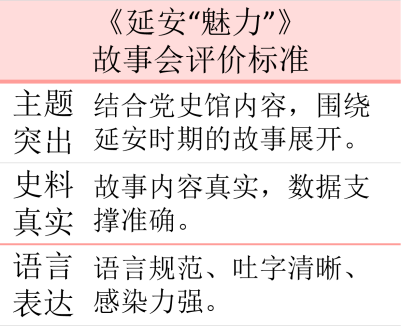 《延安“魅力”》
故事会评价标准
主题 结合党史馆内容，围绕
突出 延安时期的故事展开。
史料 故事内容真实，数据支
真实 撑准确。
语言 语言规范、吐字清晰、
表达 感染力强。